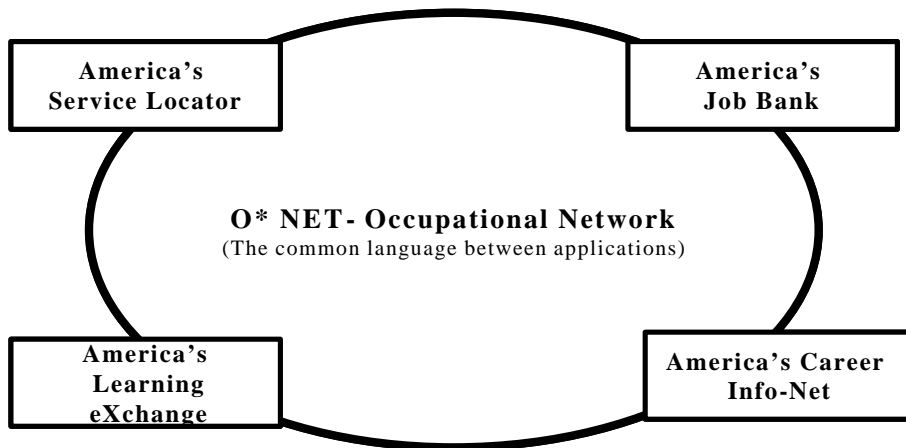 America's
Service Locator
America's
Job Bank
O* NET- Occupational Network
(The common language between applications)
America's
Learning
eXchange
America's Career
Info-Net